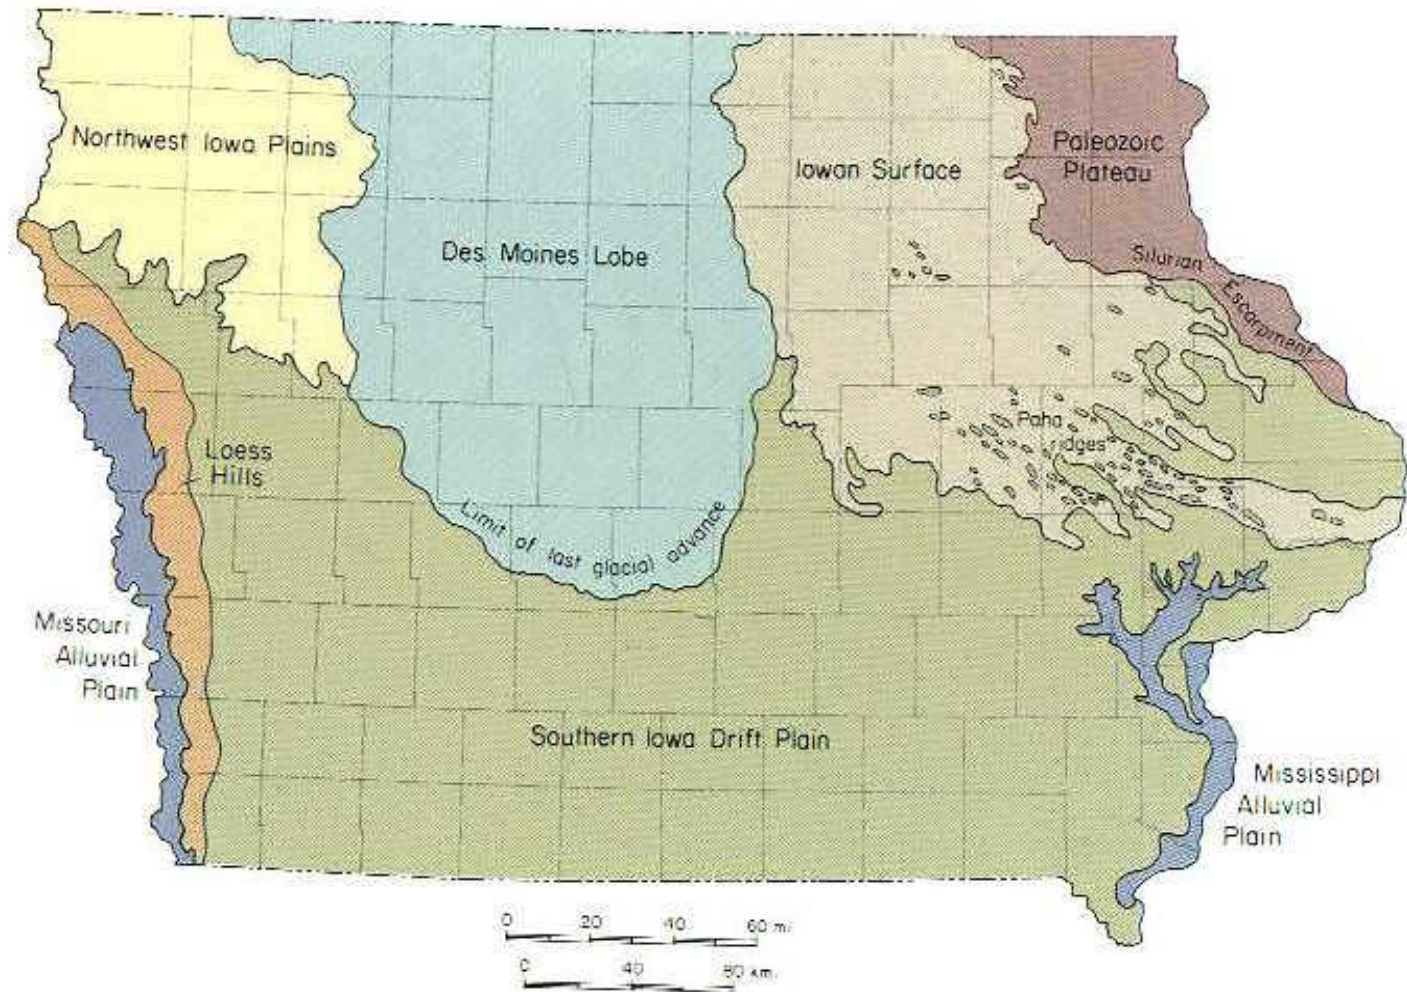 Northwest Iowa Plains
Des Moines Lobe
Iowan Surface
Paleozoic
Plateau
Silurian
Escarpment
Paha
ridges
Loess
Hills
Limit of last glacial advance
Missouri
Alluvial
Plain
Southern Iowa Drift Plain
Mississippi
Alluvial
Plain
0 20 40 60 mi.
0 40 80 km.